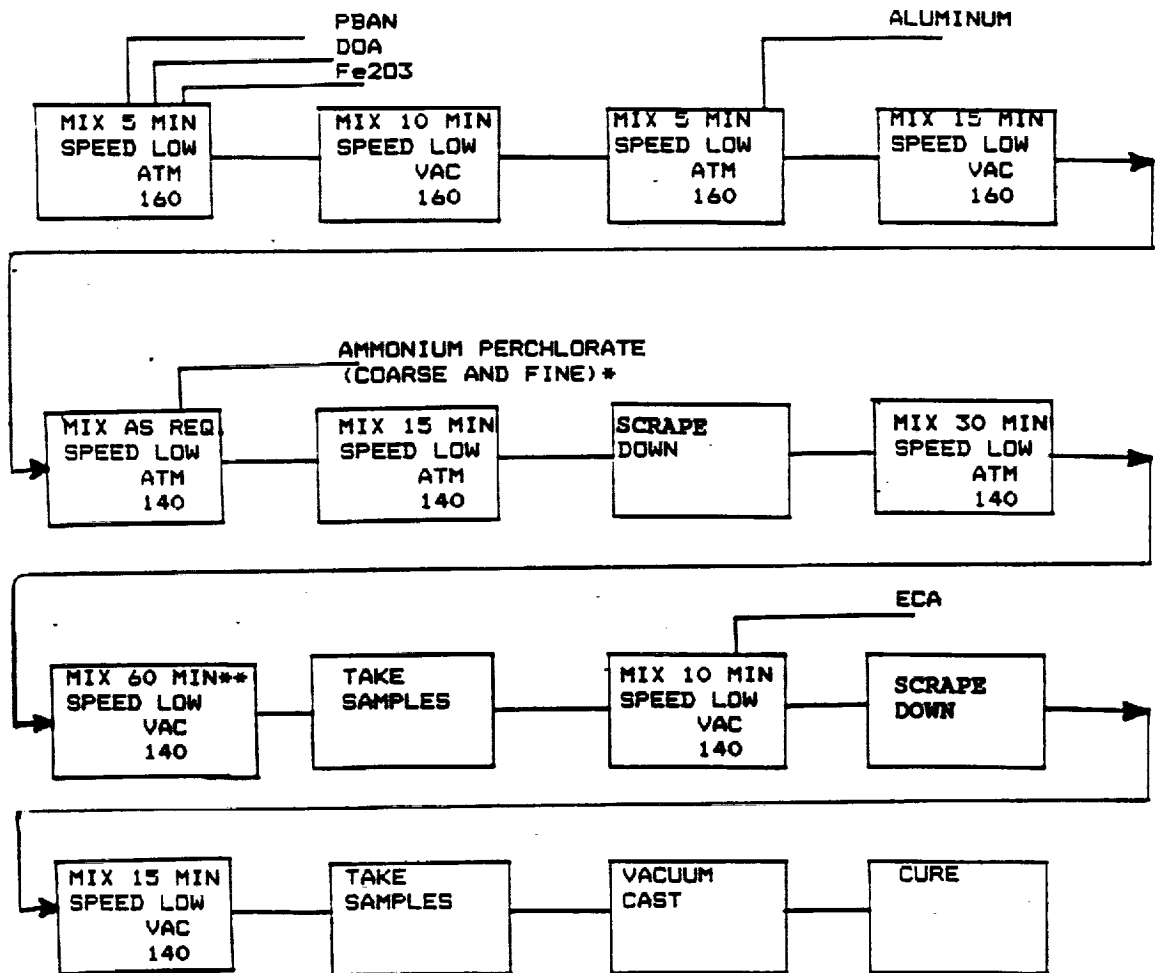 PBAN
DOA
Fe2O3
ALUMINUM
MIX 5 MIN
SPEED LOW
ATM
160
MIX 10 MIN
SPEED LOW
VAC
160
MIX 5 MIN
SPEED LOW
ATM
160
MIX 15 MIN
SPEED LOW
VAC
160
AMMONIUM PERCHLORATE
(COARSE AND FINE)*
MIX AS REQ
SPEED LOW
ATM
140
MIX 15 MIN
SPEED LOW
ATM
140
SCRAPE
DOWN
MIX 30 MIN
SPEED LOW
ATM
140
ECA
MIX 60 MIN**
SPEED LOW
VAC
140
TAKE
SAMPLES
MIX 10 MIN
SPEED LOW
VAC
140
SCRAPE
DOWN
MIX 15 MIN
SPEED LOW
VAC
140
TAKE
SAMPLES
VACUUM
CAST
CURE